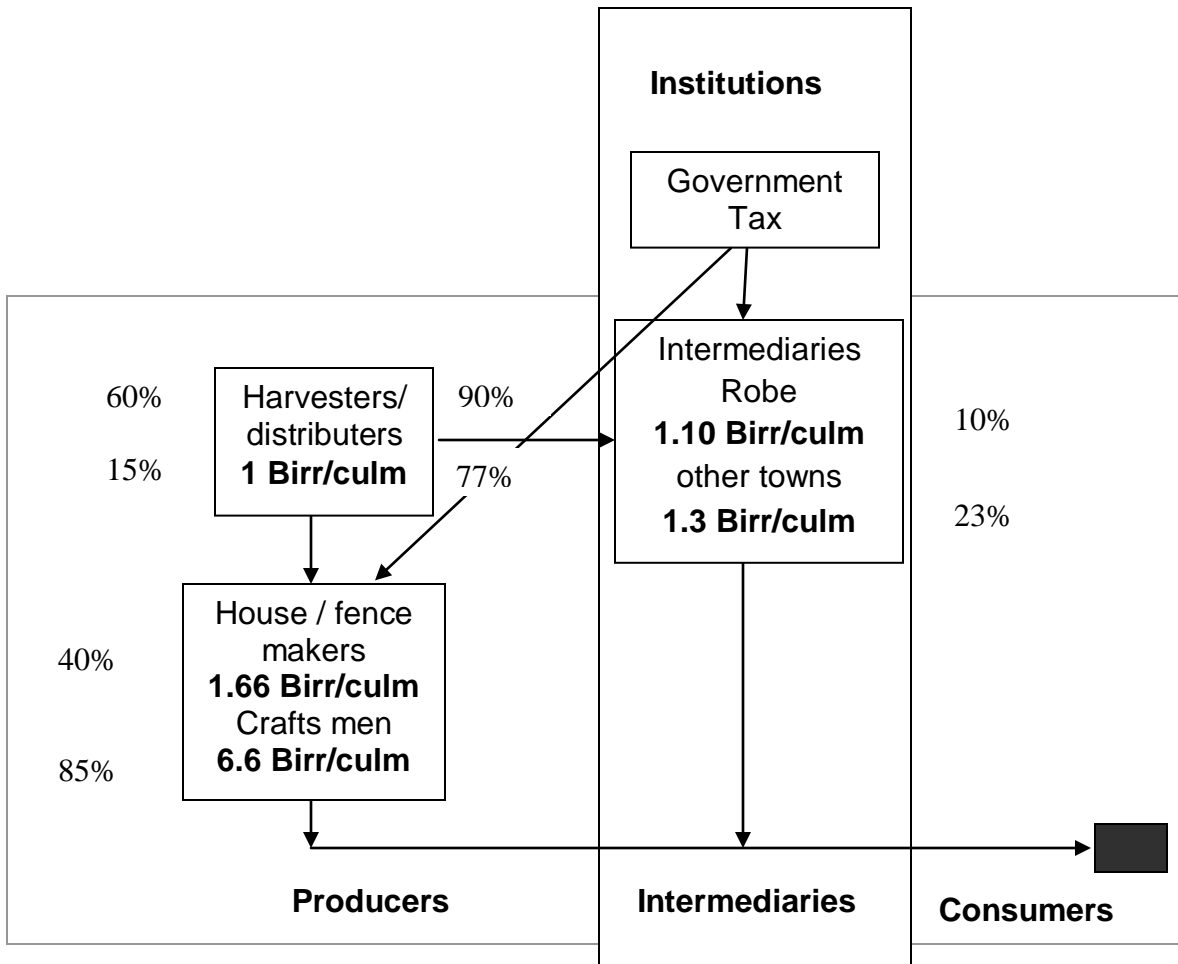 Institutions
Government
Tax
60%
15%
Harvesters/
distributers
1 Birr/culm
90%
77%
Intermediaries
Robe
1.10 Birr/culm
other towns
1.3 Birr/culm
10%
23%
40%
85%
House / fence
makers
1.66 Birr/culm
Crafts men
6.6 Birr/culm
Producers
Intermediaries
Consumers